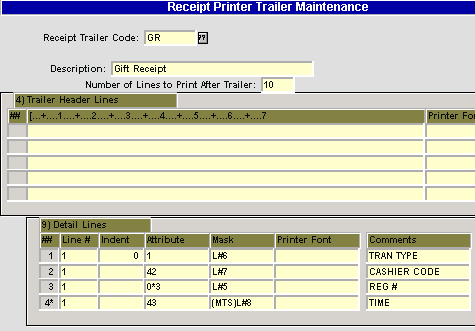 Receipt Printer Trailer Maintenance
Receipt Trailer Code: GR ??
Description: Gift Receipt
Number of Lines to Print After Trailer: 10
4) Trailer Header Lines
## [...+....1....+....2....+....3....+....4....+....5....+....6....+....7 Printer Fo
9) Detail Lines
## Line # Indent Attribute Mask Printer Font Comments
1 1 0 1 L#6 TRAN TYPE
2 1 42 L#7 CASHIER CODE
3 1 0*3 L#5 REG #
4* 1 43 (MTS)L#8 TIME